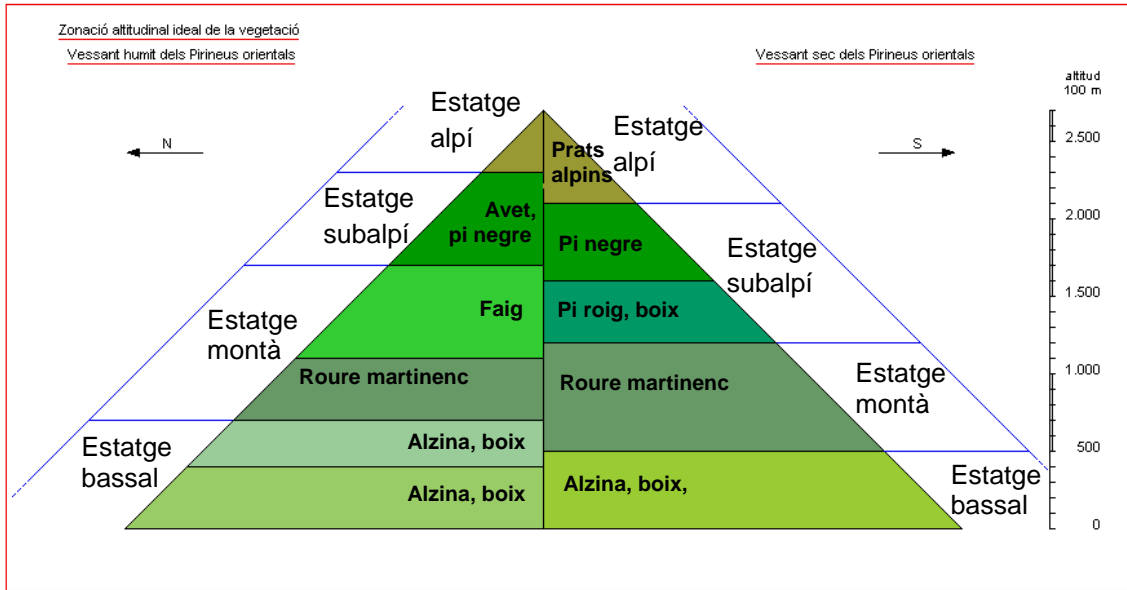 Zonació altitudinal ideal de la vegetació
Vessant humit dels Pirineus orientals
Vessant sec dels Pirineus orientals
altitud
100 m
N
S
Estatge
alpí
Estatge
subalpí
Estatge
montà
Estatge
bassal
Avet,
pi negre
Faig
Roure martinenc
Alzina, boix
Alzina, boix
Prats
alpins
Pi negre
Pi roig, boix
Roure martinenc
Alzina, boix,
Estatge
alpí
Estatge
subalpí
Estatge
montà
Estatge
bassal
2.500
2.000
1.500
1.000
500
0